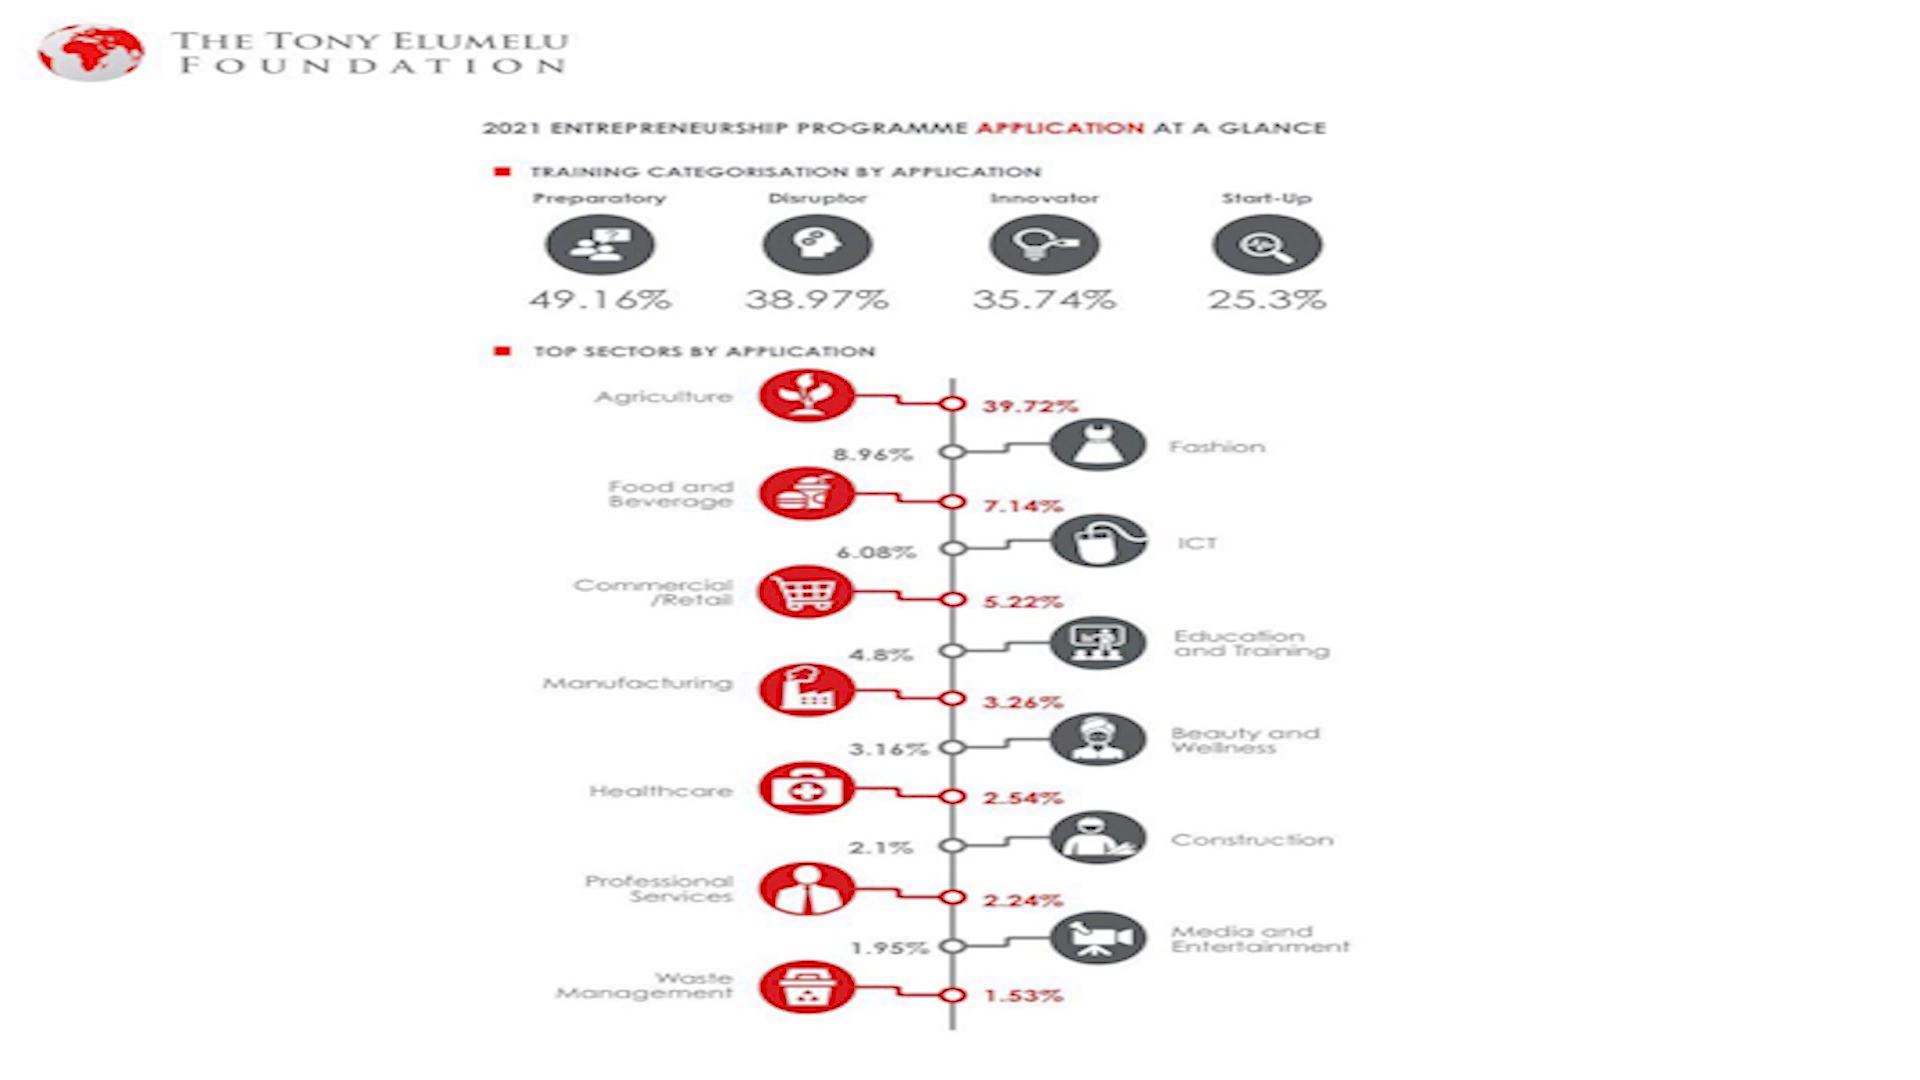 THE TONY ELUMELU
FOUNDATION
2021 ENTREPRENEURSHIP PROGRAMME APPLICATION AT A GLANCE
TRAINING CATEGORISATION BY APPLICATION
Preparatory Disruptor Innovator Start-Up
49.16% 38.97% 35.74% 25.3%
TOP SECTORS BY APPLICATION
Agriculture 39.72%
8.96% Fashion
Food and
Beverage
7.14%
6.08% ICT
Commercial
/Retail
5.22%
4.8%
Education
and Training
Manufacturing 3.26%
3.16%
Beauty and
Wellness
Healthcare 2.54%
2.1% Construction
Professional
Services
2.24%
1.95%
Media and
Entertainment
Waste
Management
1.53%